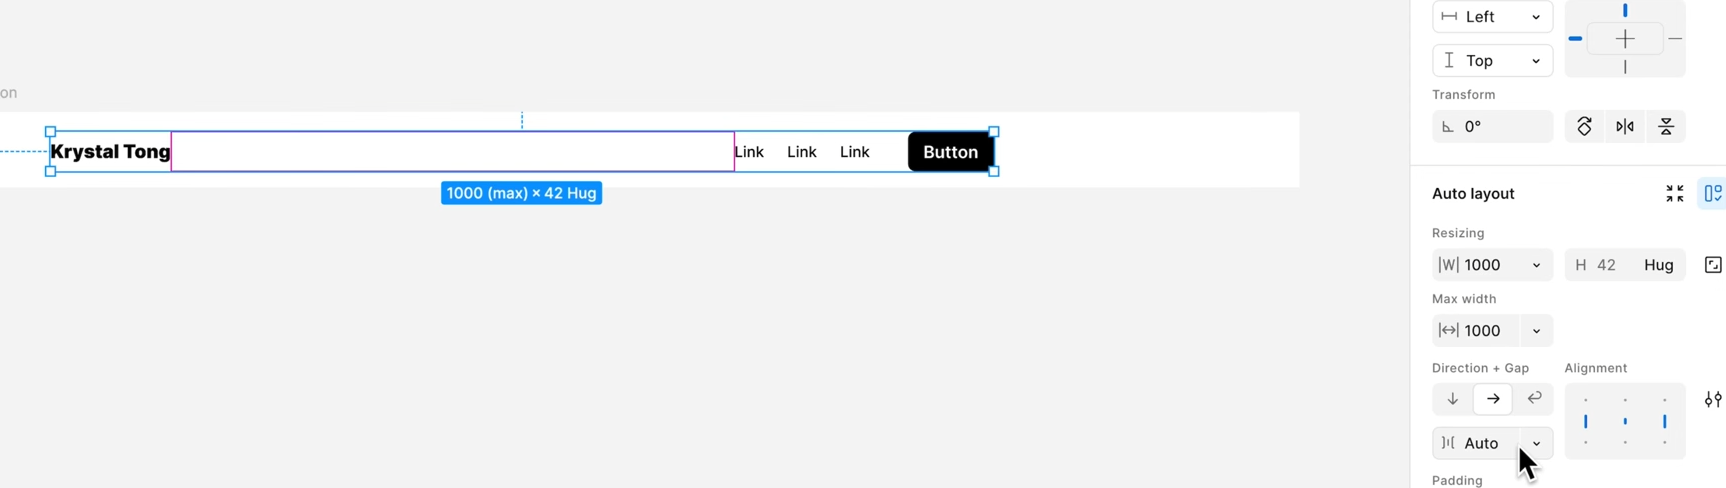 on
Krystal Tong
Link
Link
Link
Button
1000 (max) × 42 Hug
Left
Top
Transform
0°
Auto layout
Resizing
|W| 1000
H 42 Hug
Max width
1000
Direction + Gap
Alignment
Auto
Padding